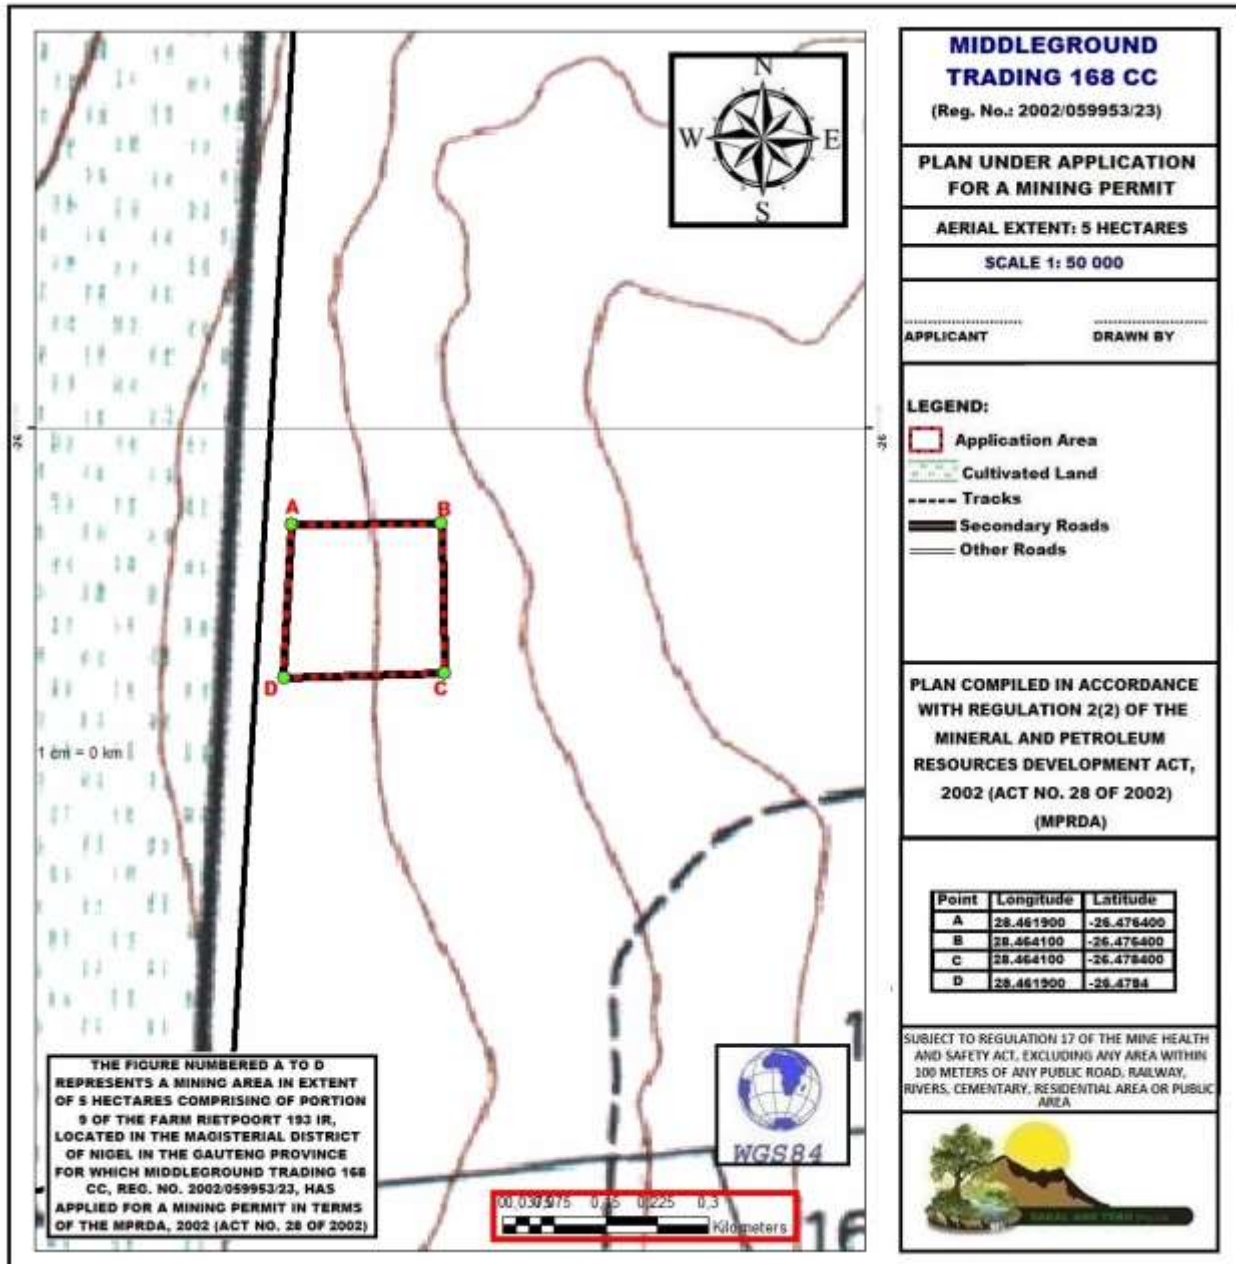 MIDDLEGROUND
TRADING 168 CC
(Reg. No.: 2002/059953/23)
PLAN UNDER APPLICATION
FOR A MINING PERMIT
AERIAL EXTENT: 5 HECTARES
SCALE 1: 50 000
APPLICANT DRAWN BY
LEGEND:
Application Area
Cultivated Land
Tracks
Secondary Roads
Other Roads
PLAN COMPILED IN ACCORDANCE
WITH REGULATION 2(2) OF THE
MINERAL AND PETROLEUM
RESOURCES DEVELOPMENT ACT,
2002 (ACT NO. 28 OF 2002)
(MPRDA)
Point Longitude Latitude
A 28.461900 -26.476400
B 28.464100 -26.476400
C 28.464100 -26.478400
D 28.461900 -26.4784
SUBJECT TO REGULATION 17 OF THE MINE HEALTH
AND SAFETY ACT, EXCLUDING ANY AREA WITHIN
100 METERS OF ANY PUBLIC ROAD, RAILWAY,
RIVERS, CEMENTARY, RESIDENTIAL AREA OR PUBLIC
AREA
N
W E
S
-26 -26
A B
D C
1 cm = 0 km
THE FIGURE NUMBERED A TO D
REPRESENTS A MINING AREA IN EXTENT
OF 5 HECTARES COMPRISING OF PORTION
9 OF THE FARM RIETPOORT 193 IR,
LOCATED IN THE MAGISTERIAL DISTRICT
OF NIGEL IN THE GAUTENG PROVINCE
FOR WHICH MIDDLEGROUND TRADING 168
CC, REG. NO. 2002/059953/23, HAS
APPLIED FOR A MINING PERMIT IN TERMS
OF THE MPRDA, 2002 (ACT NO. 28 OF 2002)
WGS84
0,15 0,225 0,3
Kilometers
16